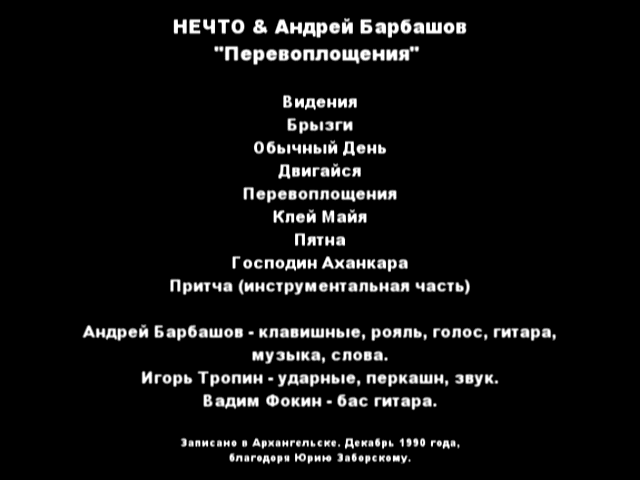 НЕЧТО & Андрей Барбашов
"Перевоплощения"
Видения
Брызги
Обычный День
Двигайся
Перевоплощения
Клей Майя
Пятна
Господин Аханкара
Притча (инструментальная часть)
Андрей Барбашов - клавишные, рояль, голос, гитара,
музыка, слова.
Игорь Тропин - ударные, перкашн, звук.
Вадим Фокин - бас гитара.
Записано в Архангельске. Декабрь 1990 года,
благодоря Юрию Заборскому.